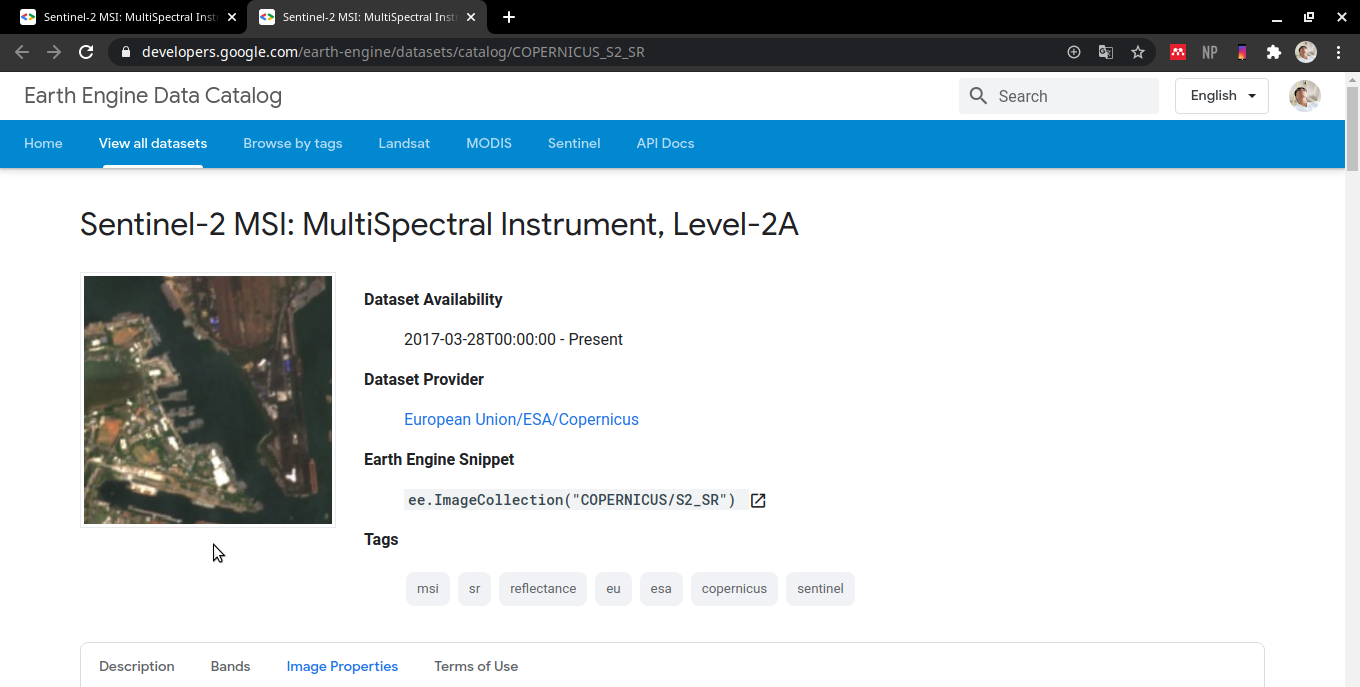 Sentinel-2 MSI: MultiSpectral Inst
Sentinel-2 MSI: MultiSpectral Inst
developers.google.com/earth-engine/datasets/catalog/COPERNICUS_S2_SR
NP
Earth Engine Data Catalog
Search
English
Home
View all datasets
Browse by tags
Landsat
MODIS
Sentinel
API Docs
Sentinel-2 MSI: MultiSpectral Instrument, Level-2A
Dataset Availability
2017-03-28T00:00:00 - Present
Dataset Provider
European Union/ESA/Copernicus
Earth Engine Snippet
ee.ImageCollection("COPERNICUS/S2_SR")
Tags
msi
sr
reflectance
eu
esa
copernicus
sentinel
Description
Bands
Image Properties
Terms of Use